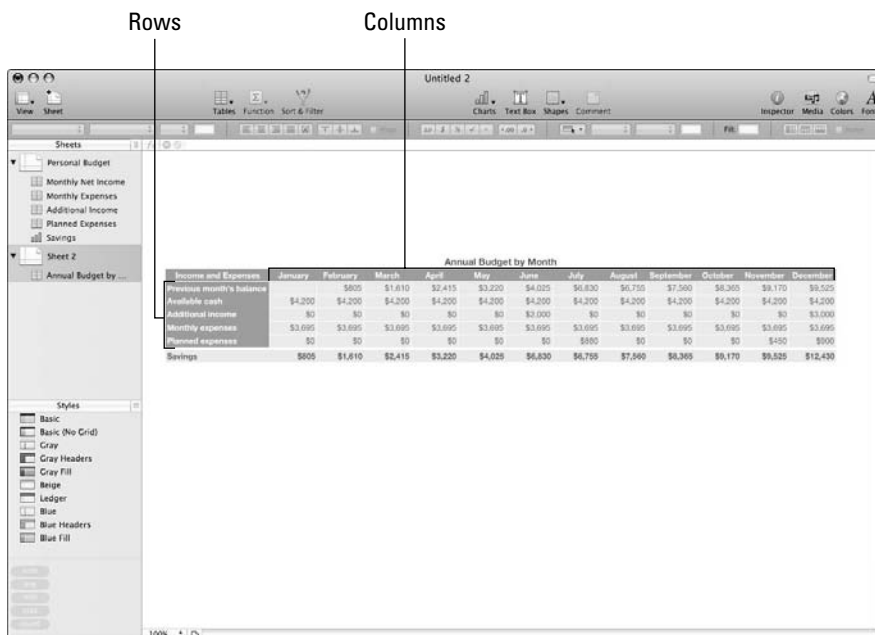 Rows Columns
Untitled 2
View Sheet Tables Function Sort & Filter Charts Text Box Shapes Comment Inspector Media Colors
Fill:
Sheets
Personal Budget
Monthly Net Income
Monthly Expenses
Additional Income
Planned Expenses
Savings
Sheet 2
Annual Budget by ...
Annual Budget by Month
Income and Expenses January February March April May June July August September October November December
Previous month's balance $805 $1,610 $2,415 $3,220 $4,025 $6,830 $6,755 $7,560 $8,365 $9,170 $9,525
Available cash $4,200 $4,200 $4,200 $4,200 $4,200 $4,200 $4,200 $4,200 $4,200 $4,200 $4,200 $4,200
Additional income $0 $0 $0 $0 $0 $2,000 $0 $0 $0 $0 $0 $3,000
Monthly expenses $3,695 $3,695 $3,695 $3,695 $3,695 $3,695 $3,695 $3,695 $3,695 $3,695 $3,695 $3,695
Planned expenses $0 $0 $0 $0 $0 $0 $880 $0 $0 $0 $450 $900
Savings $805 $1,610 $2,415 $3,220 $4,025 $6,830 $6,755 $7,560 $8,365 $9,170 $9,525 $12,430
Styles
Basic
Basic (No Grid)
Gray
Gray Headers
Gray Fill
Beige
Ledger
Blue
Blue Headers
Blue Fill
100%